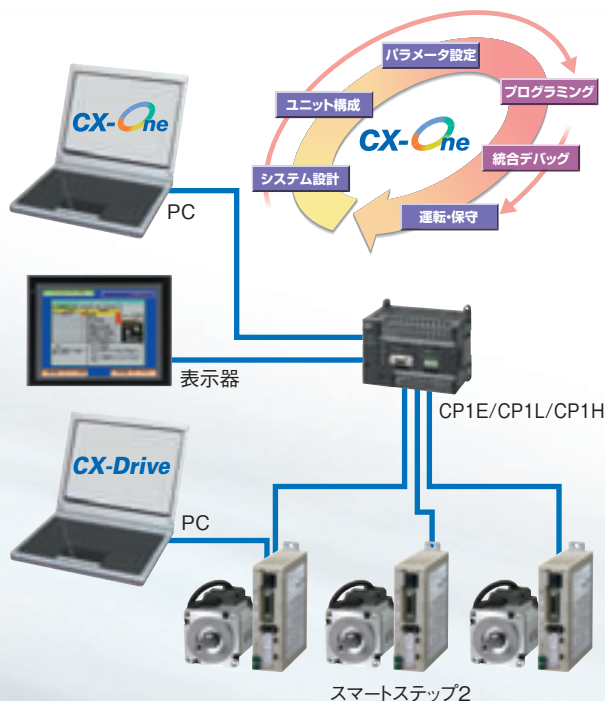 CX-One
PC
パラメータ設定
ユニット構成
プログラミング
CX-One
統合デバッグ
システム設計
運転・保守
表示器
CP1E/CP1L/CP1H
CX-Drive
PC
スマートステップ2